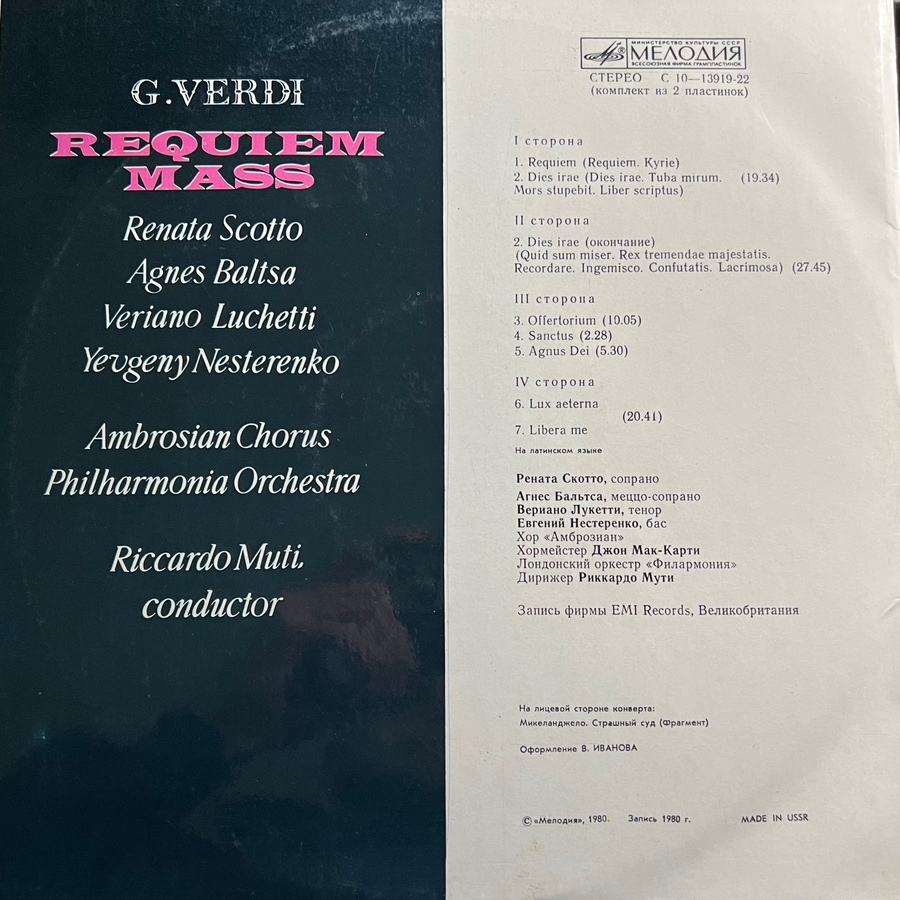 G.VERDI
REQUIEM
MASS
Renata Scotto
Agnes Baltsa
Veriano Luchetti
Yevgeny Nesterenko
Ambrosian Chorus
Philharmonia Orchestra
Riccardo Muti,
conductor
МИНИСТЕРСТВО КУЛЬТУРЫ СССР
МЕЛОДИЯ
ВСЕСОЮЗНАЯ ФИРМА ГРАМПЛАСТИНОК
СТЕРЕО С 10—13919-22
(комплект из 2 пластинок)
I сторона
1. Requiem (Requiem. Kyrie)
2. Dies irae (Dies irae. Tuba mirum. (19.34)
Mors stupebit. Liber scriptus)
II сторона
2. Dies irae (окончание)
(Quid sum miser. Rex tremendae majestatis.
Recordare. Ingemisco. Confutatis. Lacrimosa) (27.45)
III сторона
3. Offertorium (10.05)
4. Sanctus (2.28)
5. Agnus Dei (5.30)
IV сторона
6. Lux aeterna
(20.41)
7. Libera me
На латинском языке
Рената Скотто, сопрано
Агнес Бальтса, меццо-сопрано
Вериано Лукетти, тенор
Евгений Нестеренко, бас
Хор «Амброзиан»
Хормейстер Джон Мак-Карти
Лондонский оркестр «Филармония»
Дирижер Риккардо Мути
Запись фирмы EMI Records, Великобритания
На лицевой стороне конверта:
Микеланджело. Страшный суд (Фрагмент)
Оформление В. ИВАНОВА
© «Мелодия», 1980. Запись 1980 г. MADE IN USSR